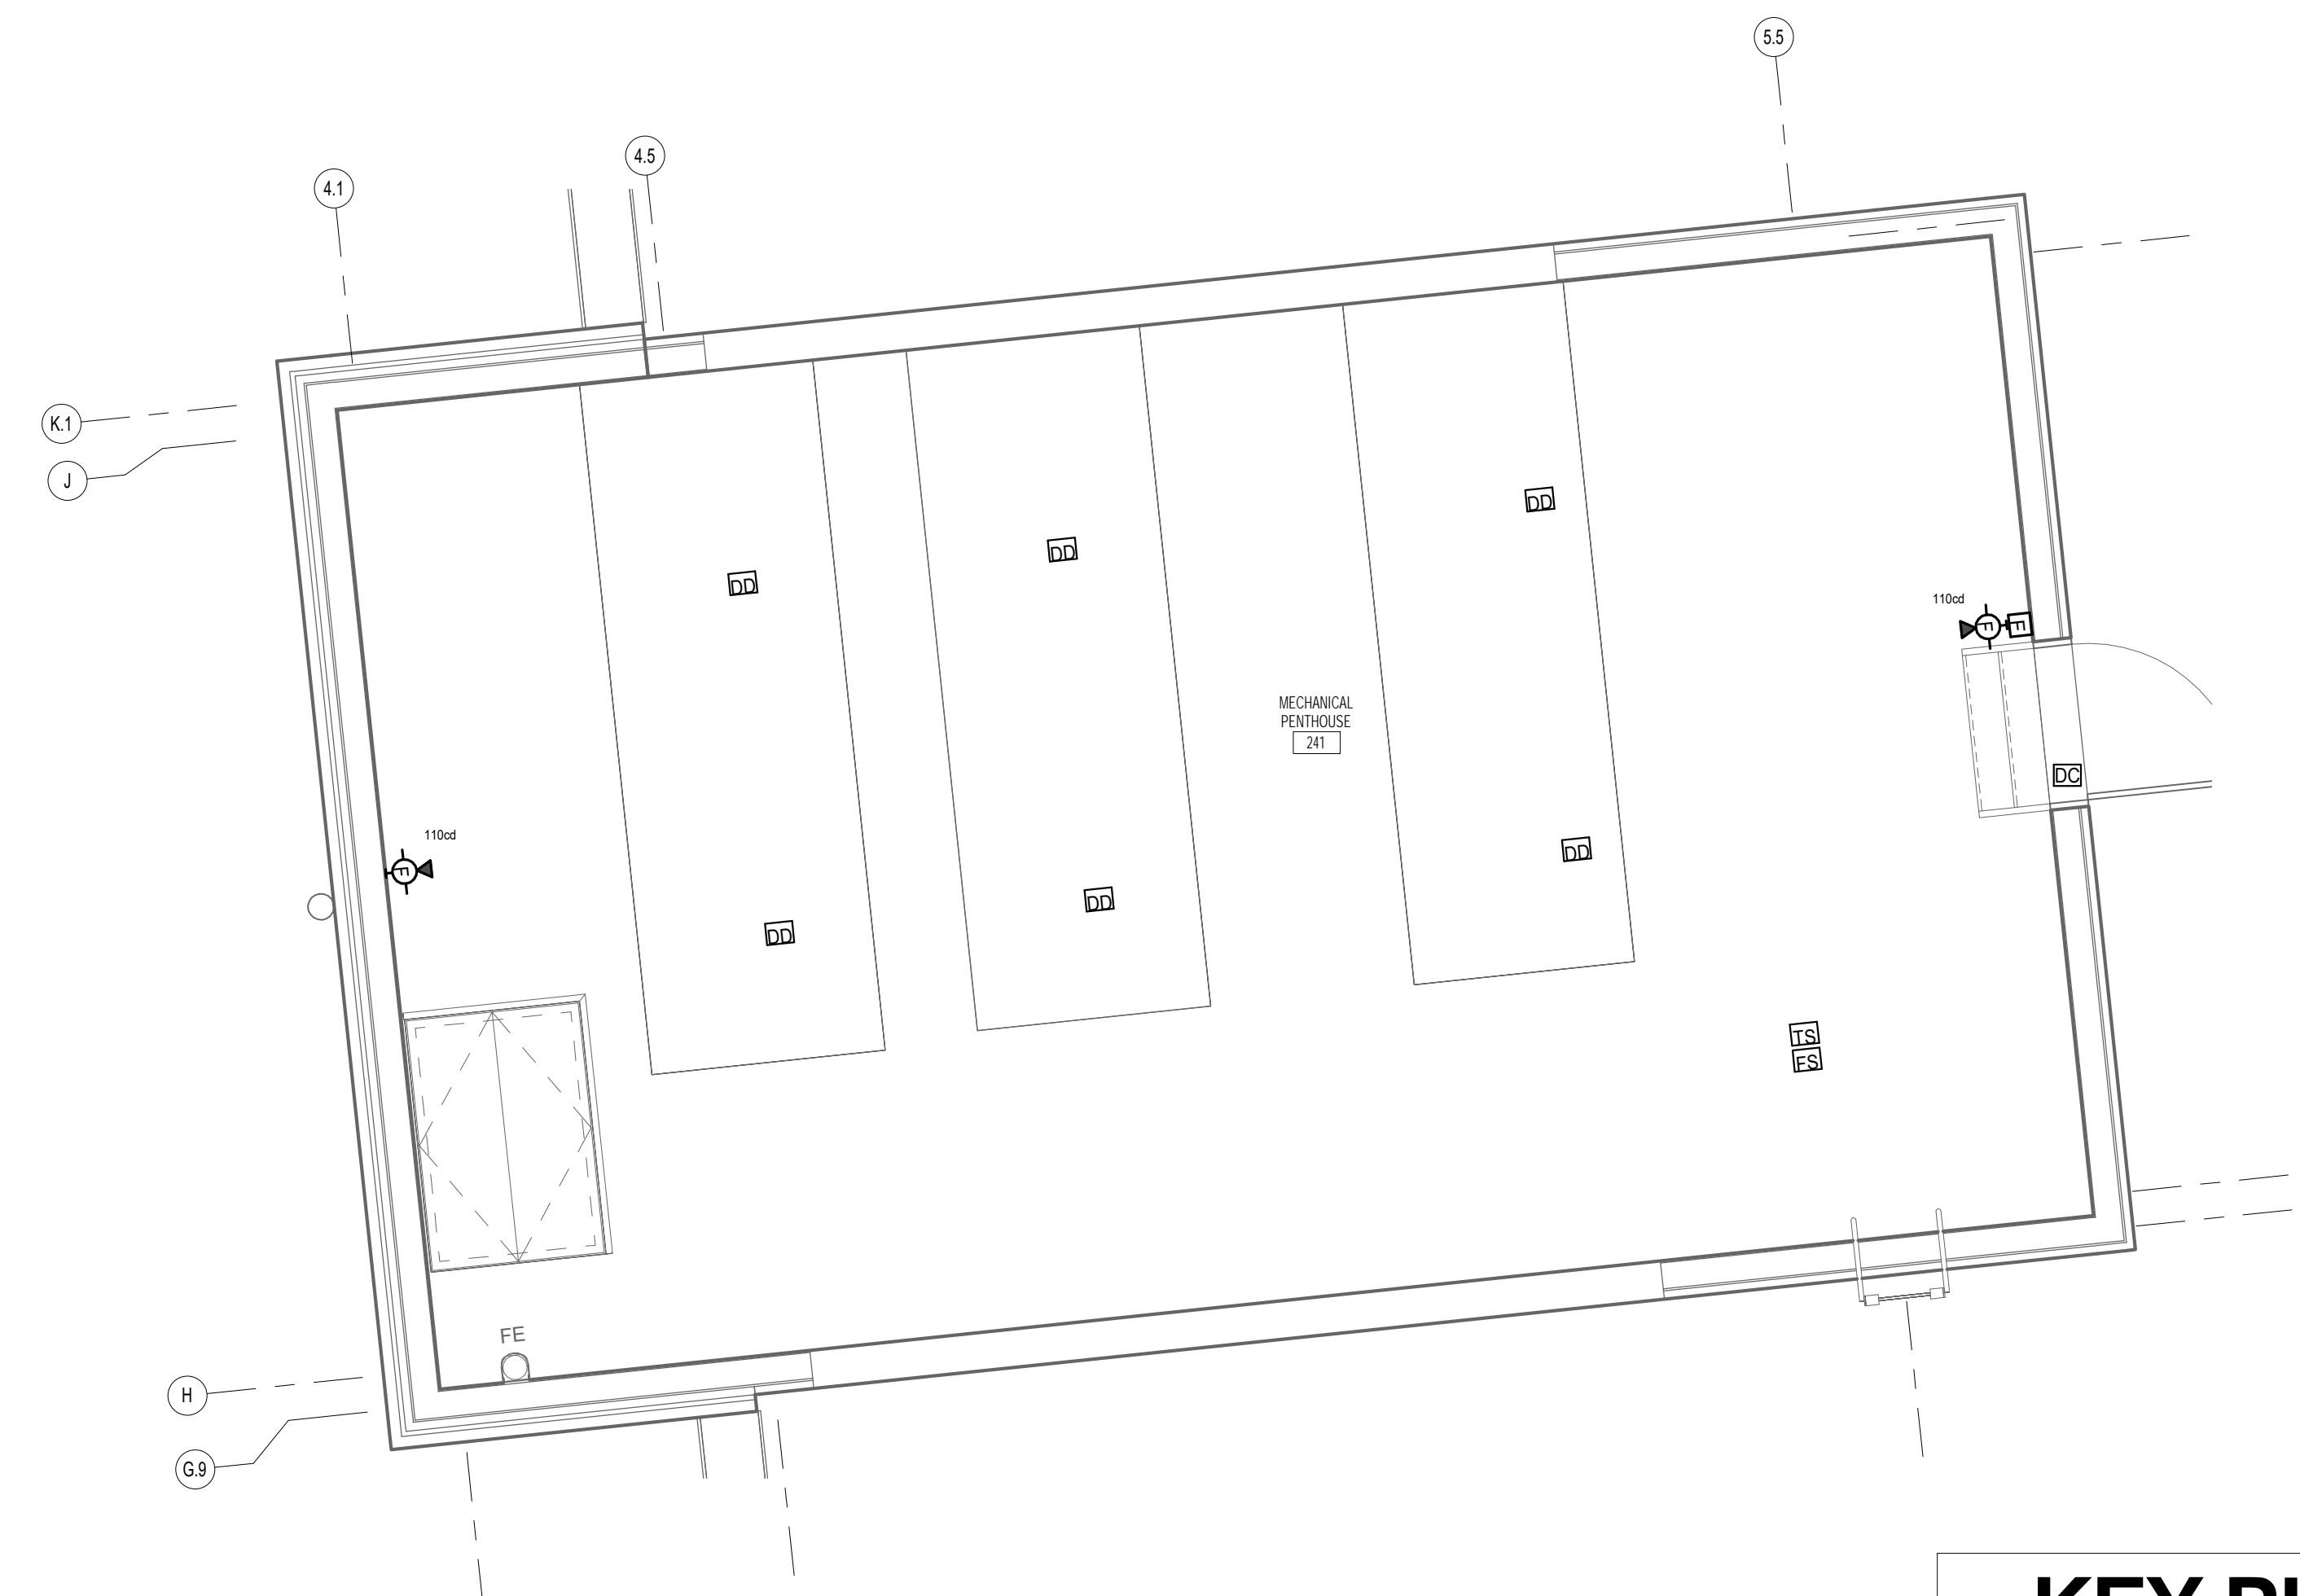 5.5
4.5
4.1
K.1
J
DD
DD
DD
110cd
F
F
MECHANICAL
PENTHOUSE
241
DC
110cd
F
DD
DD
DD
TS
FS
FE
H
G.9